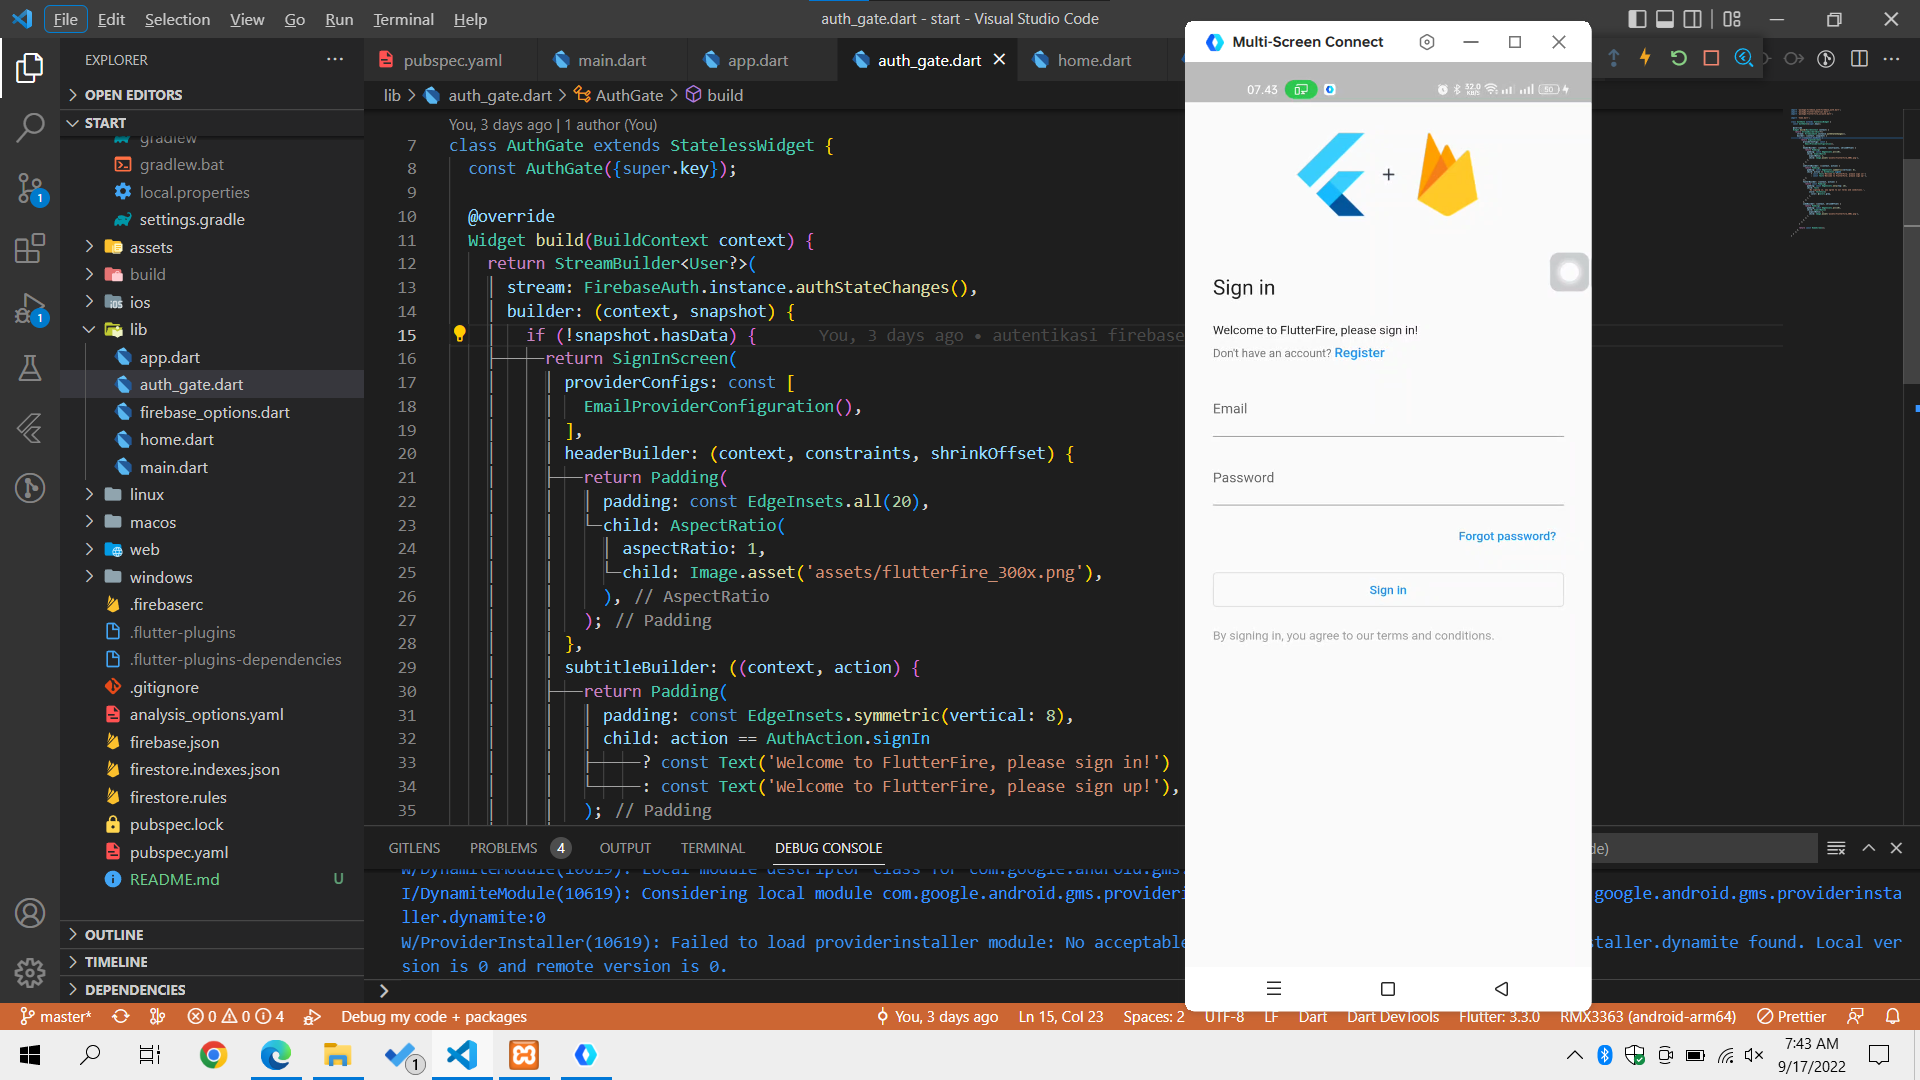 File Edit Selection View Go Run Terminal Help
auth_gate.dart - start - Visual Studio Code
EXPLORER
OPEN EDITORS
START
gradlew
gradlew.bat
local.properties
settings.gradle
assets
build
ios
lib
app.dart
auth_gate.dart
firebase_options.dart
home.dart
main.dart
linux
macos
web
windows
.firebaserc
.flutter-plugins
.flutter-plugins-dependencies
.gitignore
analysis_options.yaml
firebase.json
firestore.indexes.json
firestore.rules
pubspec.lock
pubspec.yaml
README.md U
OUTLINE
TIMELINE
DEPENDENCIES
1
1
pubspec.yaml main.dart app.dart auth_gate.dart home.dart
lib > auth_gate.dart > AuthGate > build
You, 3 days ago | 1 author (You)
7 class AuthGate extends StatelessWidget {
8 const AuthGate({super.key});
9
10 @override
11 Widget build(BuildContext context) {
12 return StreamBuilder<User?>(
13 stream: FirebaseAuth.instance.authStateChanges(),
14 builder: (context, snapshot) {
15 if (!snapshot.hasData) { You, 3 days ago • autentikasi firebase
16 return SignInScreen(
17 providerConfigs: const [
18 EmailProviderConfiguration(),
19 ],
20 headerBuilder: (context, constraints, shrinkOffset) {
21 return Padding(
22 padding: const EdgeInsets.all(20),
23 child: AspectRatio(
24 aspectRatio: 1,
25 child: Image.asset('assets/flutterfire_300x.png'),
26 ), // AspectRatio
27 ); // Padding
28 },
29 subtitleBuilder: ((context, action) {
30 return Padding(
31 padding: const EdgeInsets.symmetric(vertical: 8),
32 child: action == AuthAction.signIn
33 ? const Text('Welcome to FlutterFire, please sign in!')
34 : const Text('Welcome to FlutterFire, please sign up!'),
35 ); // Padding
GITLENS PROBLEMS 4 OUTPUT TERMINAL DEBUG CONSOLE
de)
W/DynamiteModule(10619): Local module descriptor class for com.google.android.gms.
I/DynamiteModule(10619): Considering local module com.google.android.gms.providerin google.android.gms.providerinsta
ller.dynamite:0
W/ProviderInstaller(10619): Failed to load providerinstaller module: No acceptable staller.dynamite found. Local ver
sion is 0 and remote version is 0.
Multi-Screen Connect
07.43 32.0 KB/S 50
+
Sign in
Welcome to FlutterFire, please sign in!
Don't have an account? Register
Email
Password
Forgot password?
Sign in
By signing in, you agree to our terms and conditions.
master* 0 0 4 Debug my code + packages You, 3 days ago Ln 15, Col 23 Spaces: 2 UTF-8 LF Dart Dart DevTools Flutter: 3.3.0 RMX3363 (android-arm64) Prettier
1
7:43 AM
9/17/2022